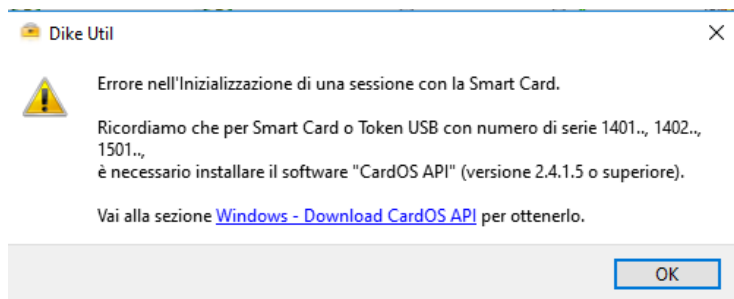 Dike Util
Errore nell'Inizializzazione di una sessione con la Smart Card.
Ricordiamo che per Smart Card o Token USB con numero di serie 1401.., 1402..,
1501..,
è necessario installare il software "CardOS API" (versione 2.4.1.5 o superiore).
Vai alla sezione Windows - Download CardOS API per ottenerlo.
OK